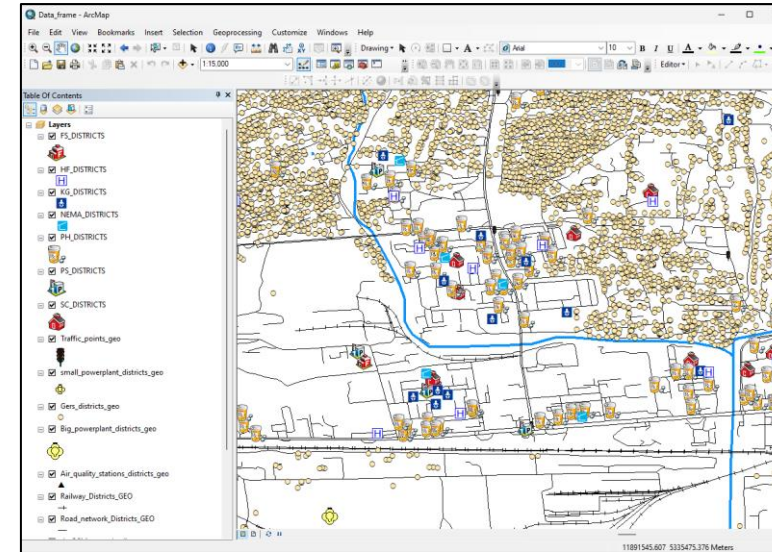 Data_frame - ArcMap
File Edit View Bookmarks Insert Selection Geoprocessing Customize Windows Help
Drawing A Arial 10 B I U A
1:15.000 Editor
Table Of Contents
Layers
FS_DISTRICTS
HF_DISTRICTS
H
KG_DISTRICTS
NEMA_DISTRICTS
PH_DISTRICTS
PS_DISTRICTS
SC_DISTRICTS
Traffic_points_geo
small_powerplant_districts_geo
Gers_districts_geo
Big_powerplant_districts_geo
Air_quality_stations_districts_geo
Railway_Districts_GEO
Road_network_Districts_GEO
11891545.607 5335475.376 Meters